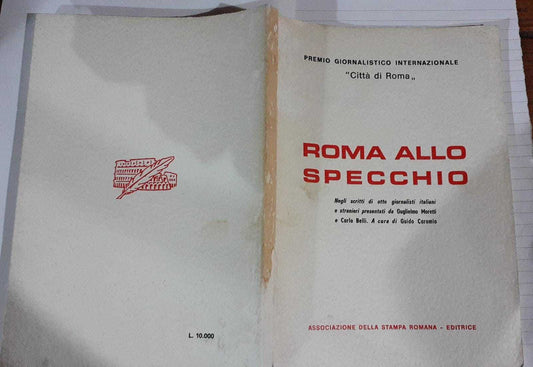 PREMIO GIORNALISTICO INTERNAZIONALE
"Città di Roma„
ROMA ALLO
SPECCHIO
Negli scritti di otto giornalisti italiani
e stranieri presentati da Guglielmo Moretti
e Carlo Belli. A cura di Guido Caromio
ASSOCIAZIONE DELLA STAMPA ROMANA - EDITRICE
L. 10.000